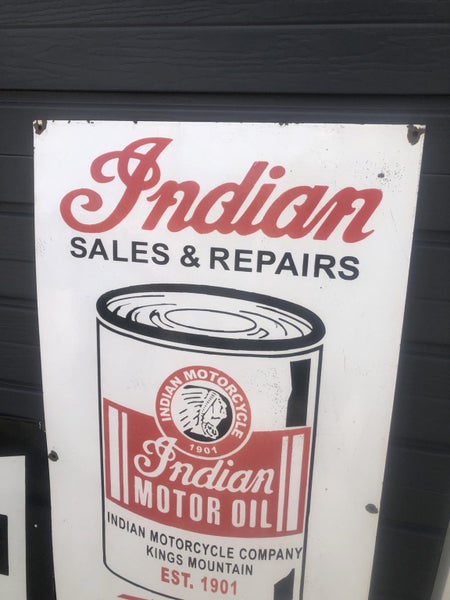 Indian
SALES & REPAIRS
INDIAN MOTORCYCLE
1901
Indian
MOTOR OIL
INDIAN MOTORCYCLE COMPANY
KINGS MOUNTAIN
EST. 1901